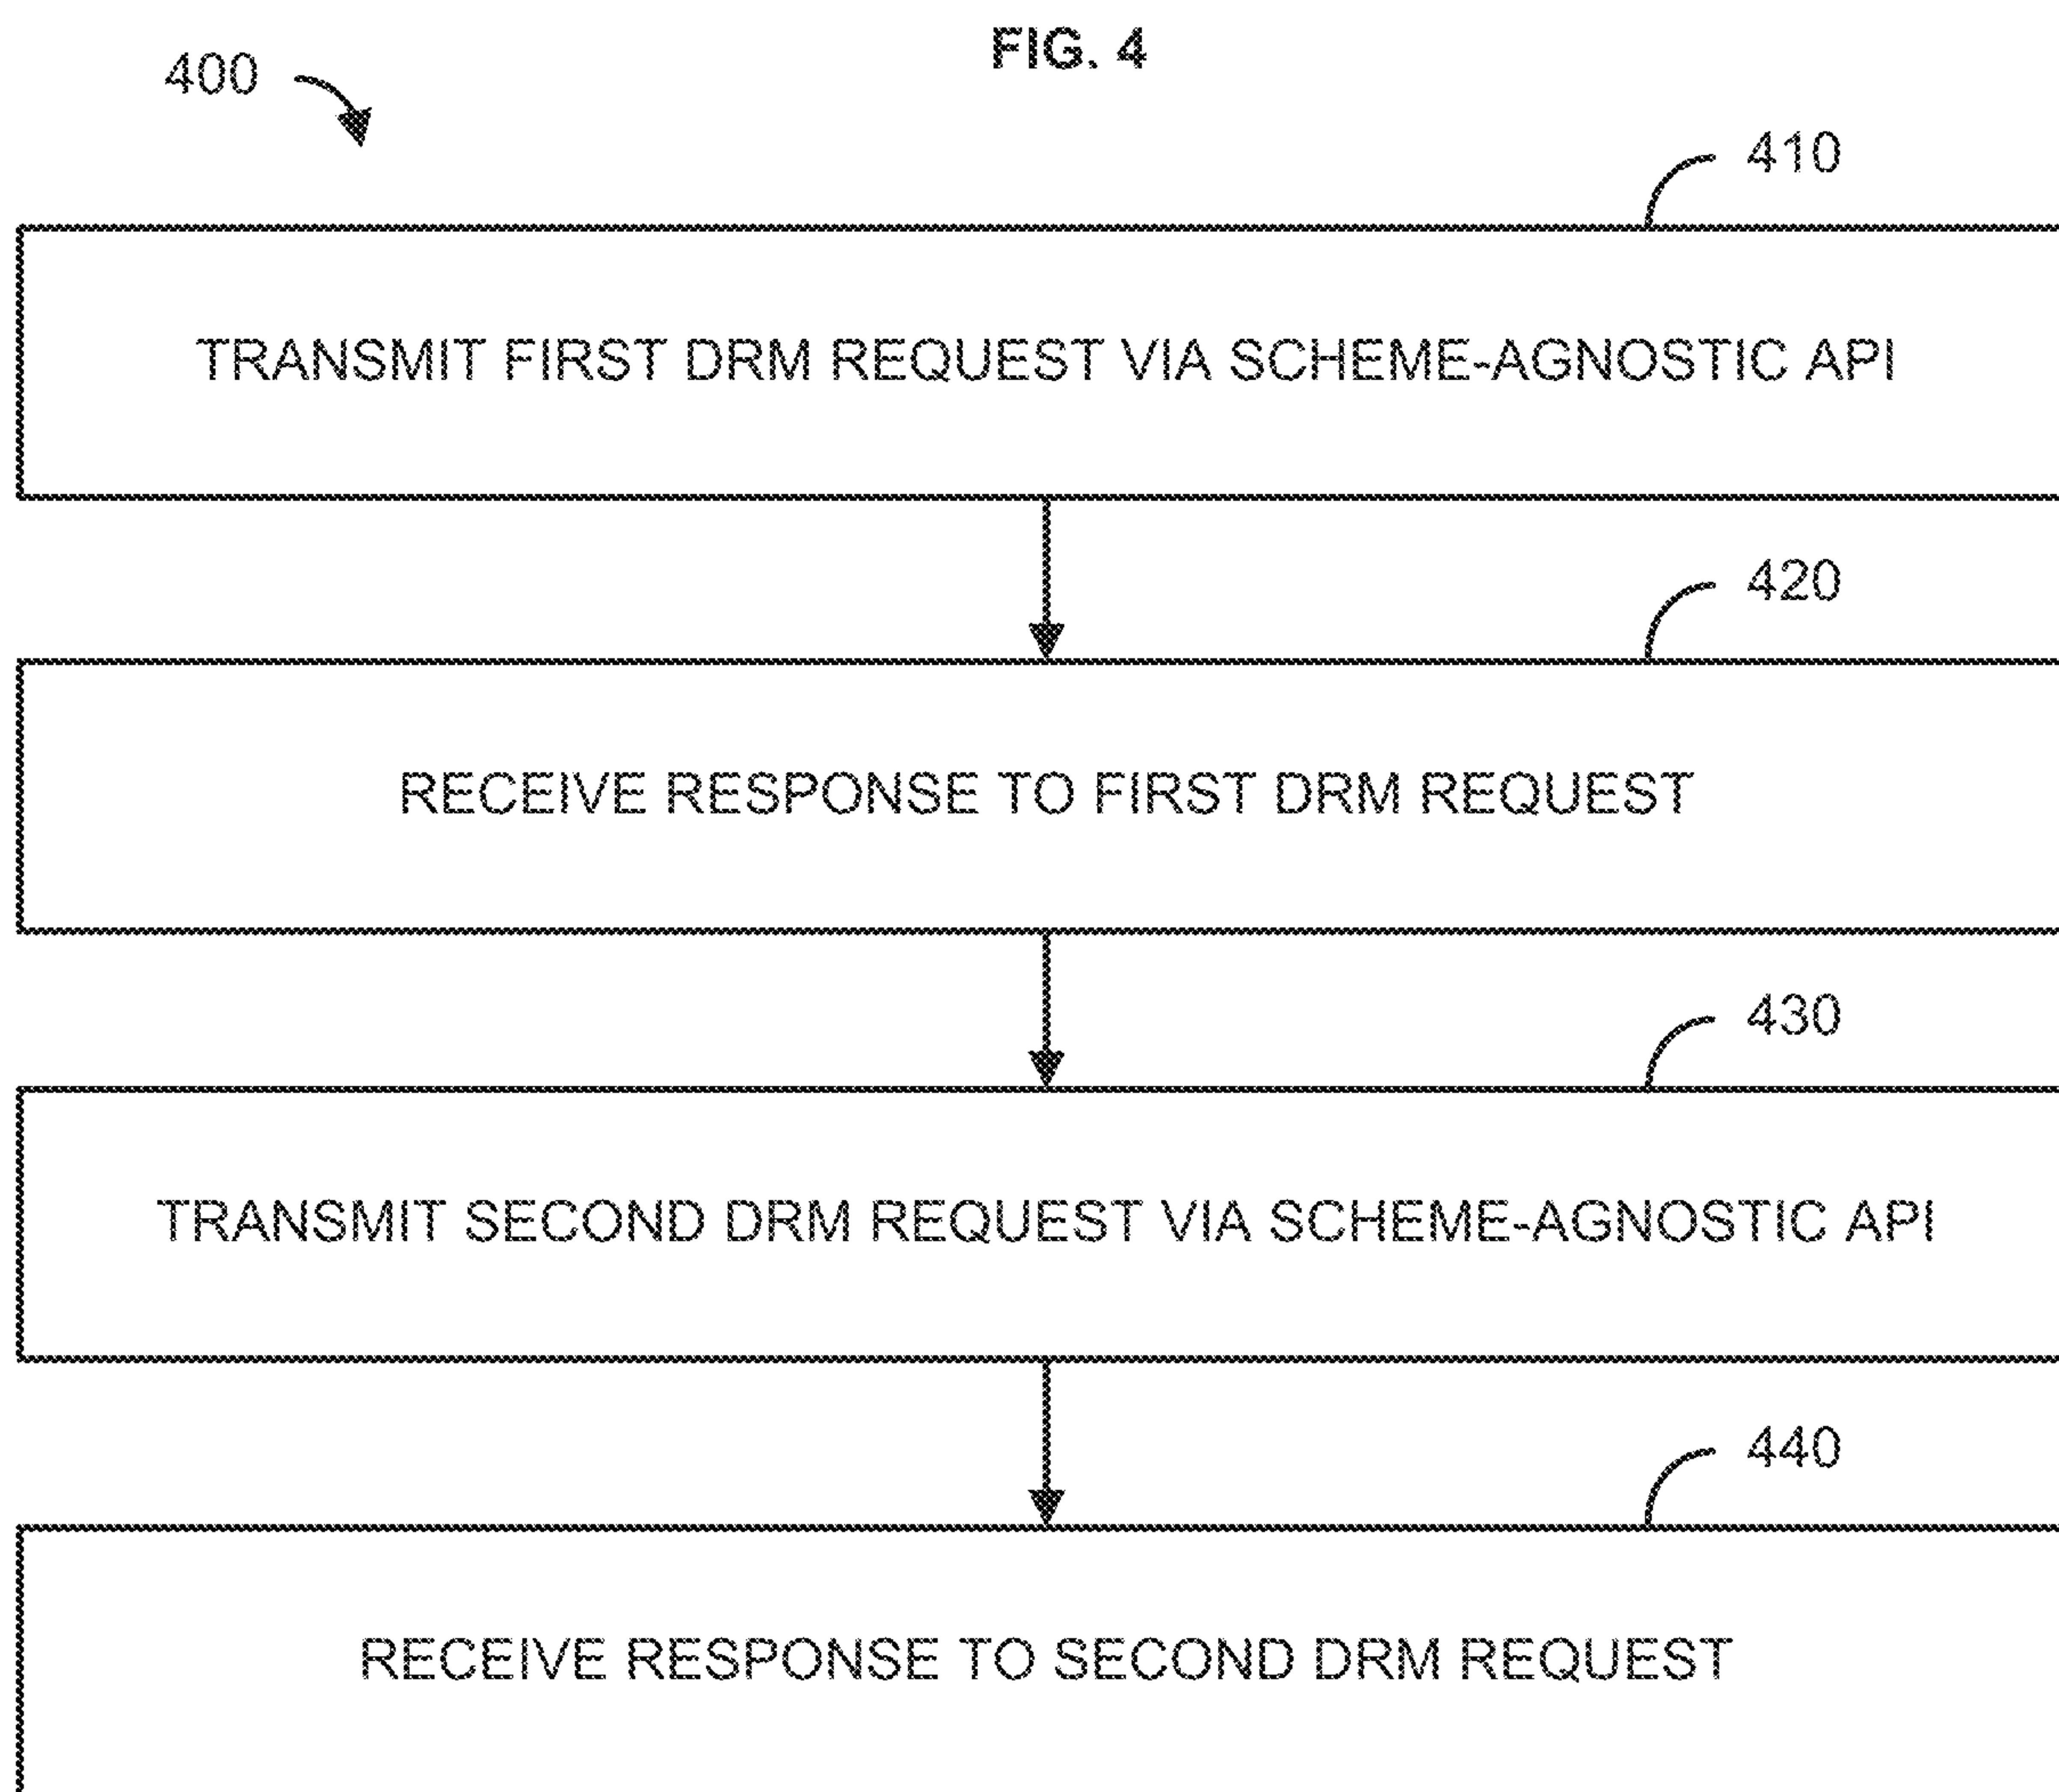 FIG. 4
400
410
TRANSMIT FIRST DRM REQUEST VIA SCHEME-AGNOSTIC API
420
RECEIVE RESPONSE TO FIRST DRM REQUEST
430
TRANSMIT SECOND DRM REQUEST VIA SCHEME-AGNOSTIC API
440
RECEIVE RESPONSE TO SECOND DRM REQUEST